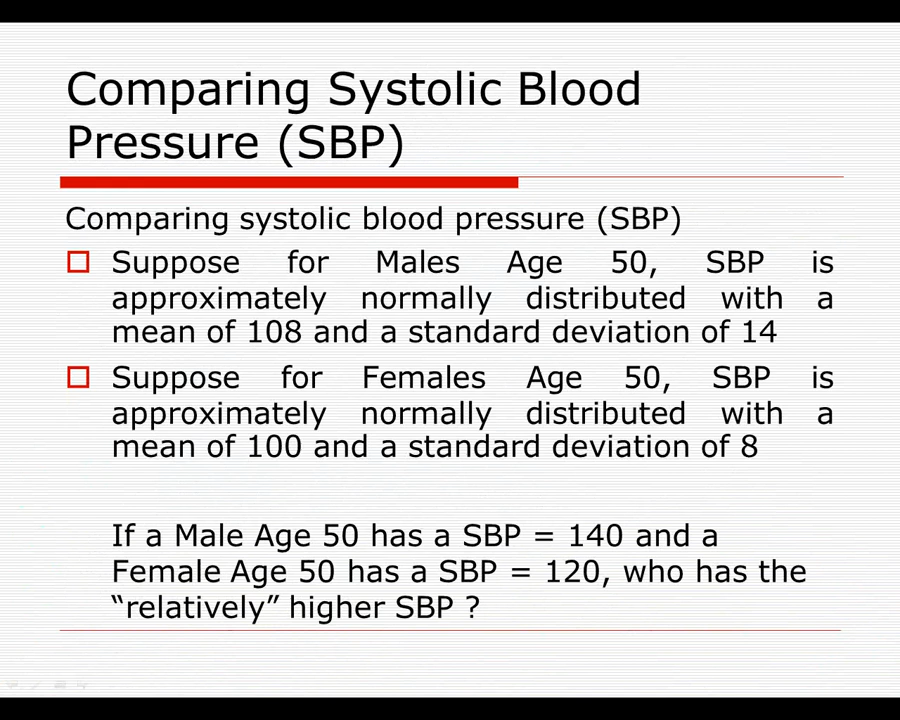 Comparing Systolic Blood
Pressure (SBP)
Comparing systolic blood pressure (SBP)
Suppose for Males Age 50, SBP is
approximately normally distributed with a
mean of 108 and a standard deviation of 14
Suppose for Females Age 50, SBP is
approximately normally distributed with a
mean of 100 and a standard deviation of 8
If a Male Age 50 has a SBP = 140 and a
Female Age 50 has a SBP = 120, who has the
“relatively” higher SBP ?